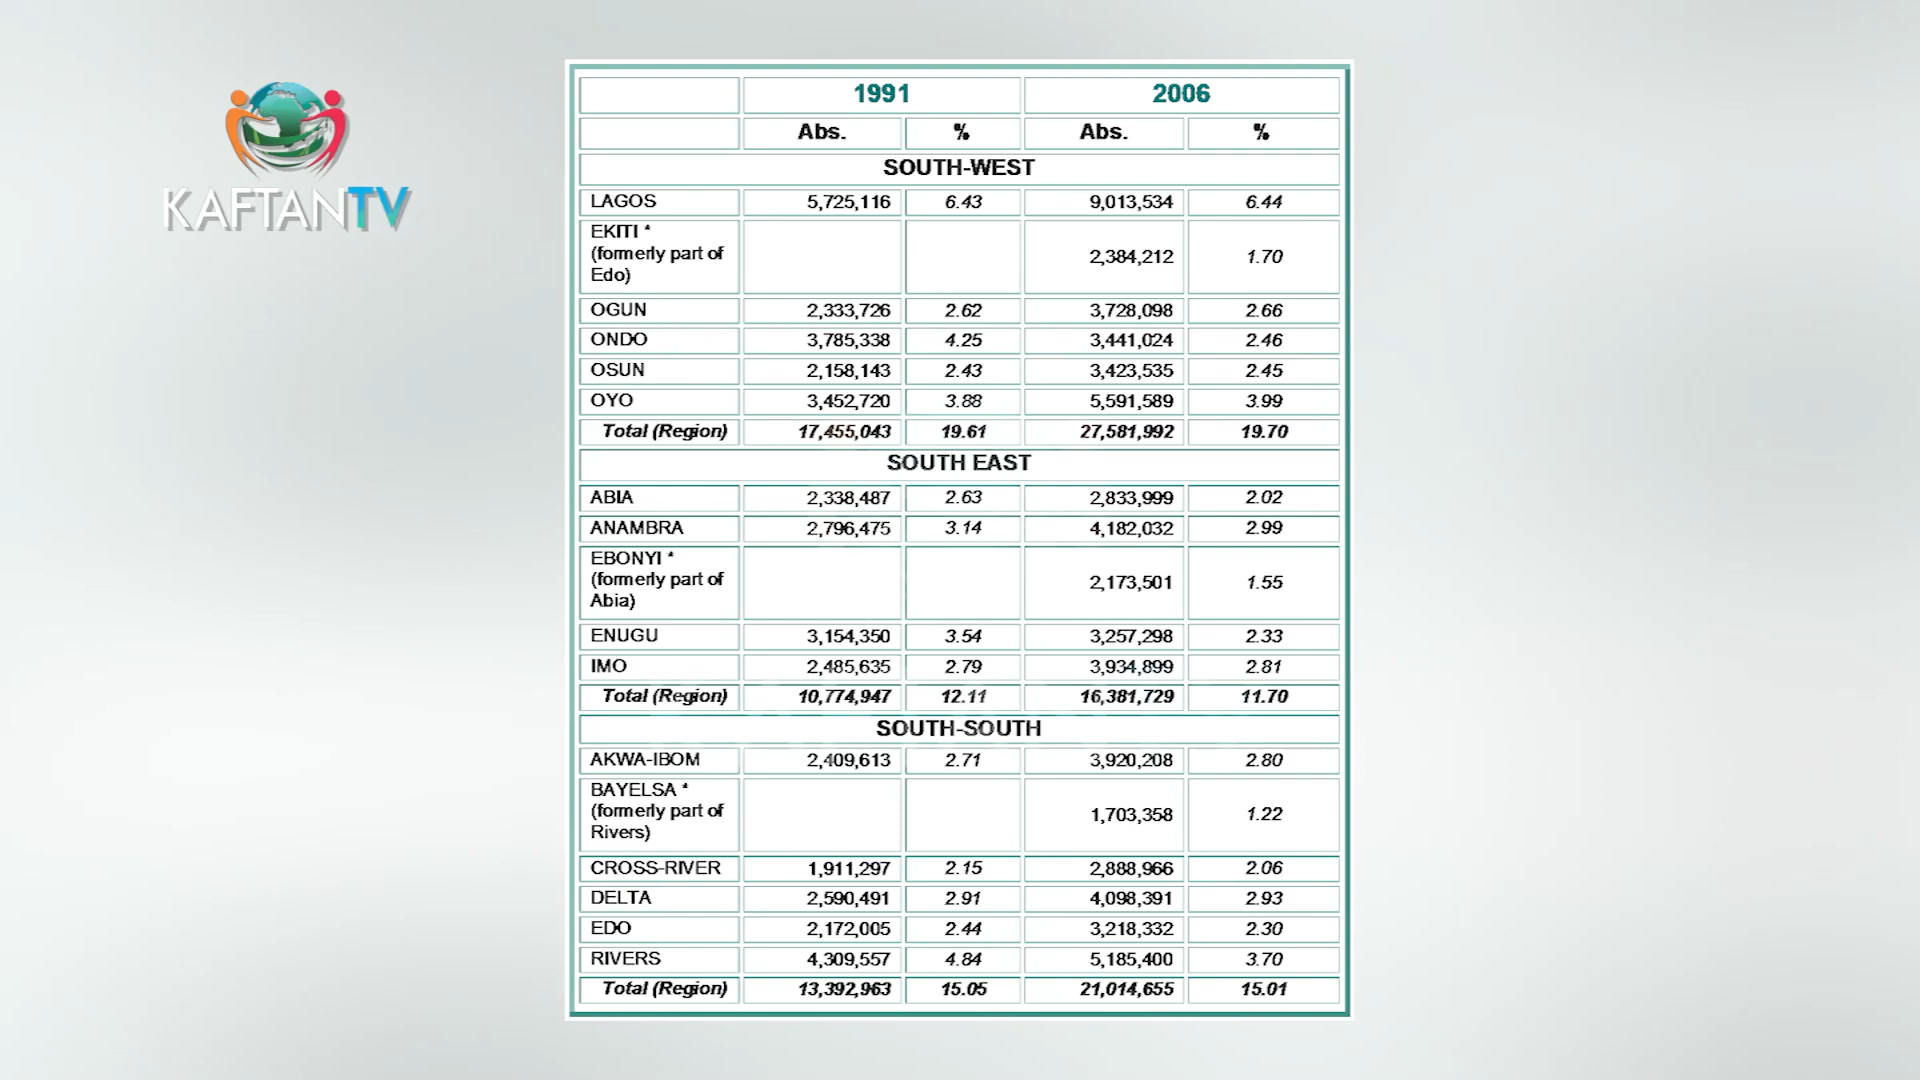 KAFTANTV
1991 2006
Abs. % Abs. %
SOUTH-WEST
LAGOS 5,725,116 6.43 9,013,534 6.44
EKITI *
(formerly part of
Edo) 2,384,212 1.70
OGUN 2,333,726 2.62 3,728,098 2.66
ONDO 3,785,338 4.25 3,441,024 2.46
OSUN 2,158,143 2.43 3,423,535 2.45
OYO 3,452,720 3.88 5,591,589 3.99
Total (Region) 17,455,043 19.61 27,581,992 19.70
SOUTH EAST
ABIA 2,338,487 2.63 2,833,999 2.02
ANAMBRA 2,796,475 3.14 4,182,032 2.99
EBONYI *
(formerly part of
Abia) 2,173,501 1.55
ENUGU 3,154,350 3.54 3,257,298 2.33
IMO 2,485,635 2.79 3,934,899 2.81
Total (Region) 10,774,947 12.11 16,381,729 11.70
SOUTH-SOUTH
AKWA-IBOM 2,409,613 2.71 3,920,208 2.80
BAYELSA *
(formerly part of
Rivers) 1,703,358 1.22
CROSS-RIVER 1,911,297 2.15 2,888,966 2.06
DELTA 2,590,491 2.91 4,098,391 2.93
EDO 2,172,005 2.44 3,218,332 2.30
RIVERS 4,309,557 4.84 5,185,400 3.70
Total (Region) 13,392,963 15.05 21,014,655 15.01